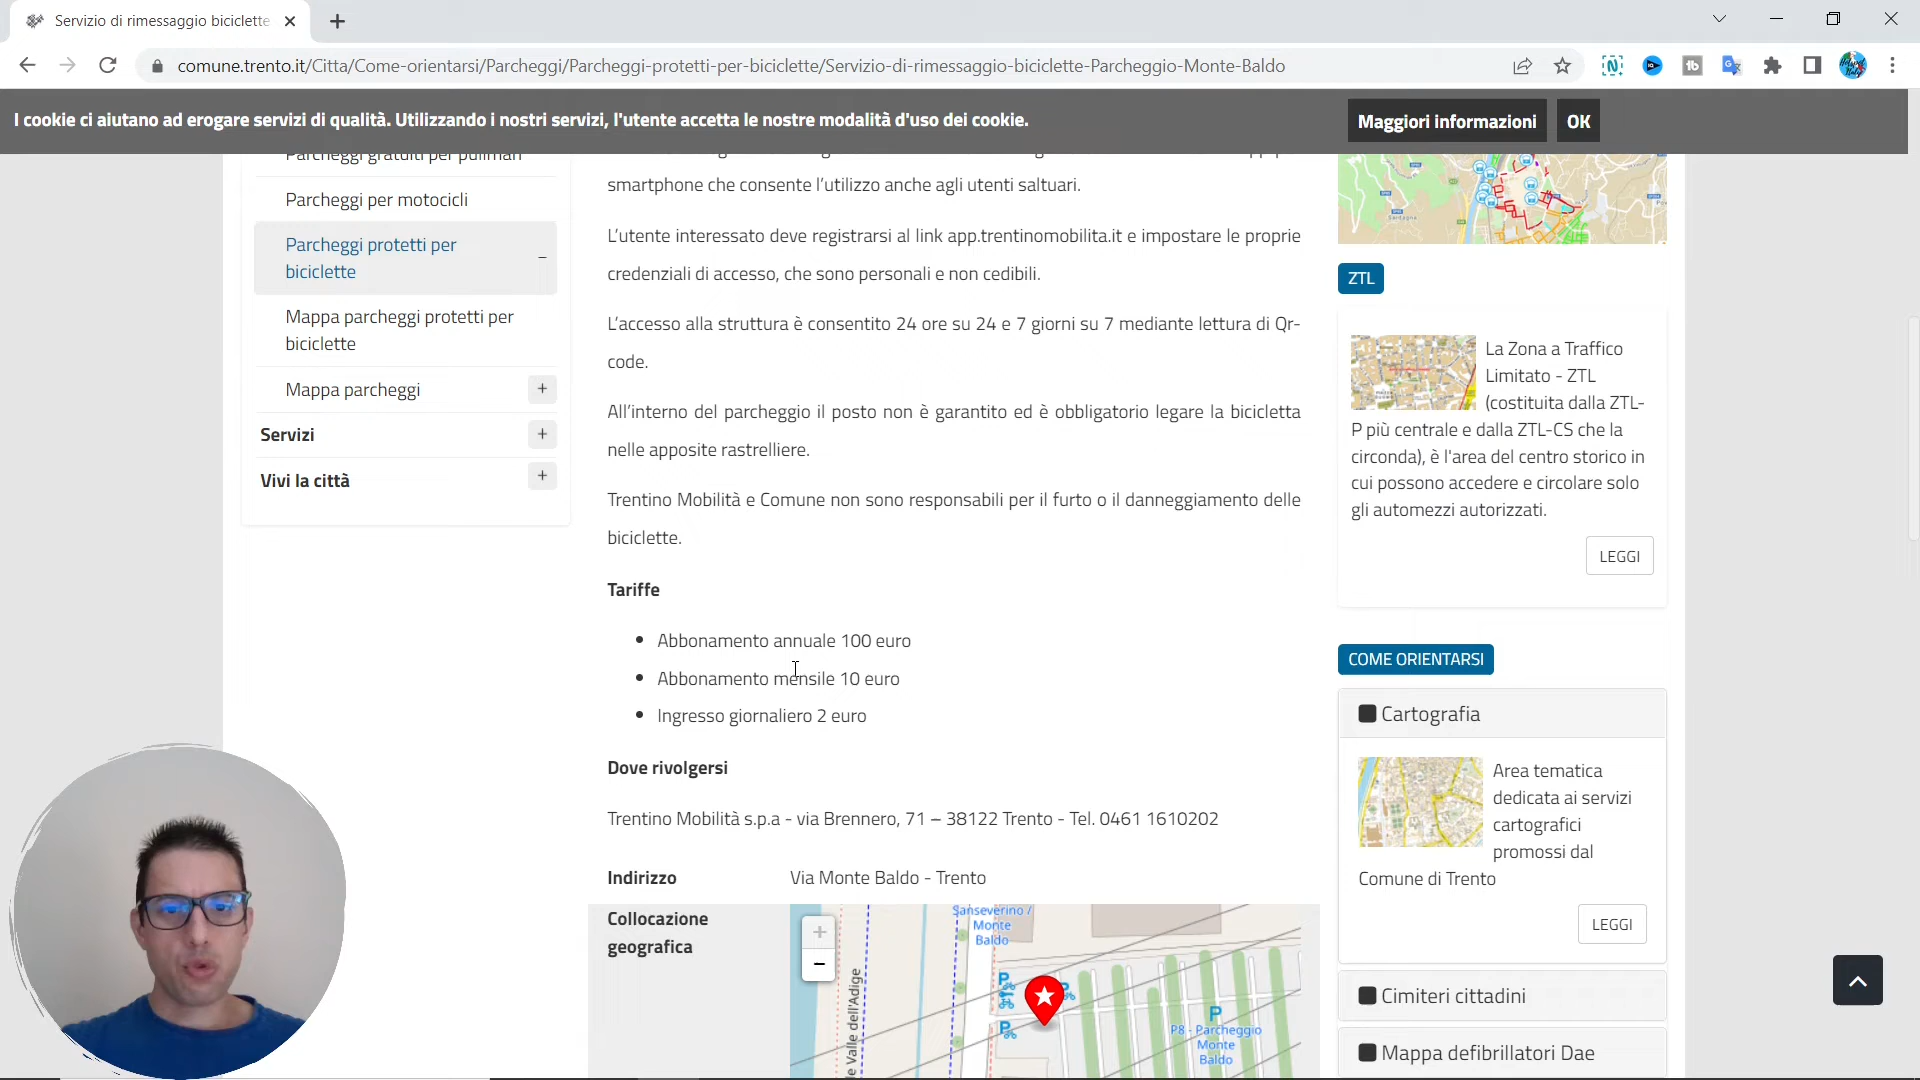 Servizio di rimessaggio biciclette
comune.trento.it/Citta/Come-orientarsi/Parcheggi/Parcheggi-protetti-per-biciclette/Servizio-di-rimessaggio-biciclette-Parcheggio-Monte-Baldo
I cookie ci aiutano ad erogare servizi di qualità. Utilizzando i nostri servizi, l'utente accetta le nostre modalità d'uso dei cookie.
Maggiori informazioni
OK
Parcheggi gratuiti per pullman
Parcheggi per motocicli
Parcheggi protetti per
biciclette
Mappa parcheggi protetti per
biciclette
Mappa parcheggi
Servizi
Vivi la città
smartphone che consente l'utilizzo anche agli utenti saltuari.
L'utente interessato deve registrarsi al link app.trentinomobilita.it e impostare le proprie
credenziali di accesso, che sono personali e non cedibili.
L'accesso alla struttura è consentito 24 ore su 24 e 7 giorni su 7 mediante lettura di Qr-
code.
All'interno del parcheggio il posto non è garantito ed è obbligatorio legare la bicicletta
nelle apposite rastrelliere.
Trentino Mobilità e Comune non sono responsabili per il furto o il danneggiamento delle
biciclette.
Tariffe
Abbonamento annuale 100 euro
Abbonamento mensile 10 euro
Ingresso giornaliero 2 euro
Dove rivolgersi
Trentino Mobilità s.p.a - via Brennero, 71 – 38122 Trento - Tel. 0461 1610202
Indirizzo
Via Monte Baldo - Trento
Collocazione
geografica
Sanseverino /
Monte
Baldo
e Valle dell'Adige
P8 - Parcheggio
Monte
Baldo
ZTL
La Zona a Traffico
Limitato - ZTL
(costituita dalla ZTL-
P più centrale e dalla ZTL-CS che la
circonda), è l'area del centro storico in
cui possono accedere e circolare solo
gli automezzi autorizzati.
LEGGI
COME ORIENTARSI
Cartografia
Area tematica
dedicata ai servizi
cartografici
promossi dal
Comune di Trento
LEGGI
Cimiteri cittadini
Mappa defibrillatori Dae